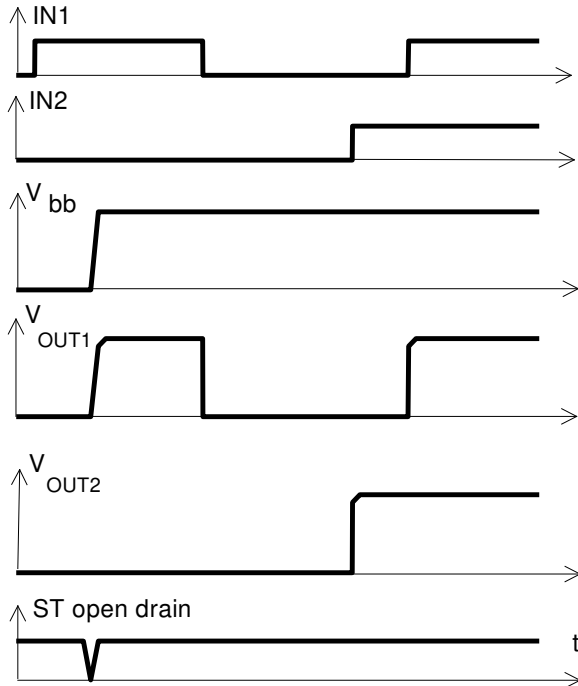 IN1
IN2
V bb
V OUT1
V OUT2
ST open drain
t